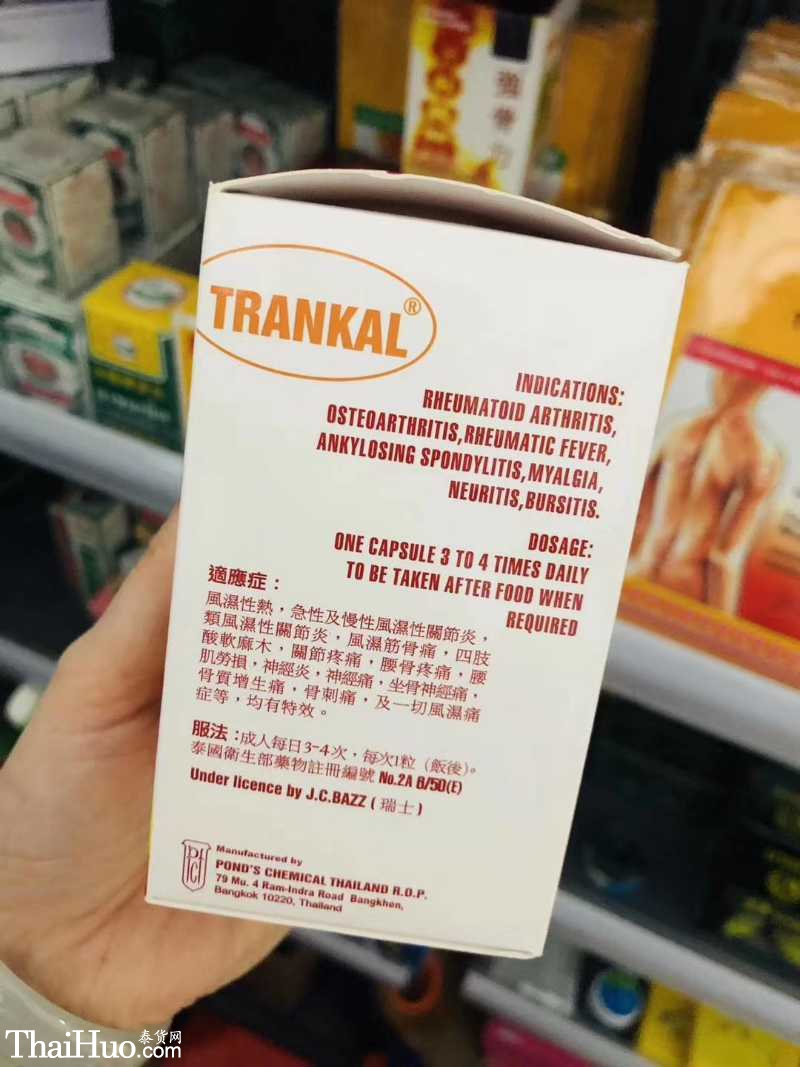 強骨力
TRANKAL®
INDICATIONS:
RHEUMATOID ARTHRITIS,
OSTEOARTHRITIS,RHEUMATIC FEVER,
ANKYLOSING SPONDYLITIS,MYALGIA,
NEURITIS,BURSITIS.
DOSAGE:
ONE CAPSULE 3 TO 4 TIMES DAILY
TO BE TAKEN AFTER FOOD WHEN
REQUIRED
適應症：
風濕性熱，急性及慢性風濕性關節炎，
類風濕性關節炎，風濕筋骨痛，四肢
酸軟麻木，關節疼痛，腰骨疼痛，腰
肌勞損，神經炎，神經痛，坐骨神經痛，
骨質增生痛，骨刺痛，及一切風濕痛
症等，均有特效。
服法：成人每日3-4次，每次1粒（飯後）。
泰國衛生部藥物註冊編號 No.2A 8/50(E)
Under licence by J.C.BAZZ（瑞士）
Manufactured by
POND'S CHEMICAL THAILAND R.O.P.
79 Mu. 4 Ram-Indra Road Bangkhen,
Bangkok 10220, Thailand
泰货网
ThaiHuo.com